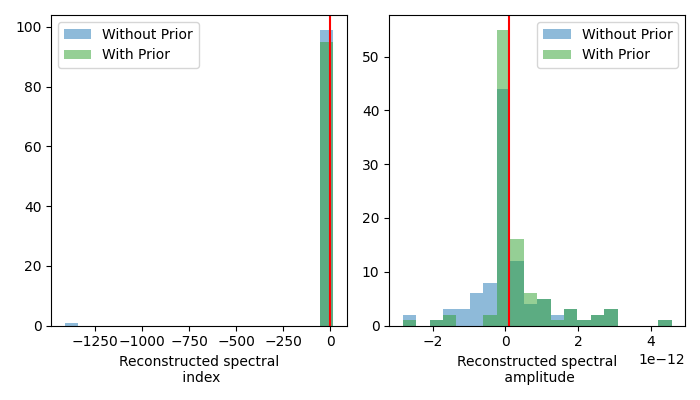 Without Prior
With Prior
100
80
60
40
20
0
−1250 −1000 −750 −500 −250 0
Reconstructed spectral
index
Without Prior
With Prior
50
40
30
20
10
0
−2 0 2 4
1e−12
Reconstructed spectral
amplitude